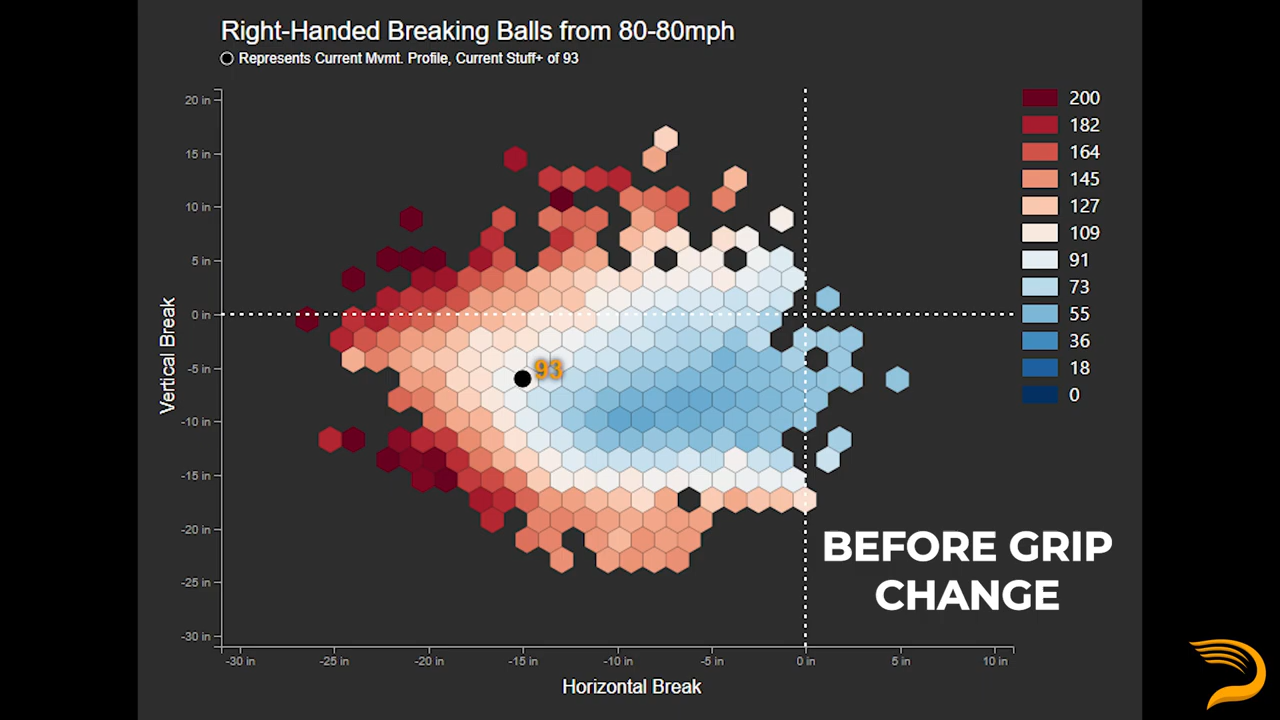 Right-Handed Breaking Balls from 80-80mph
Represents Current Mvmt. Profile, Current Stuff+ of 93
200
182
164
145
127
109
91
73
55
36
18
0
20 in
15 in
10 in
5 in
0 in
-5 in
-10 in
-15 in
-20 in
-25 in
-30 in
Vertical Break
93
BEFORE GRIP
CHANGE
-30 in
-25 in
-20 in
-15 in
-10 in
-5 in
0 in
5 in
10 in
Horizontal Break